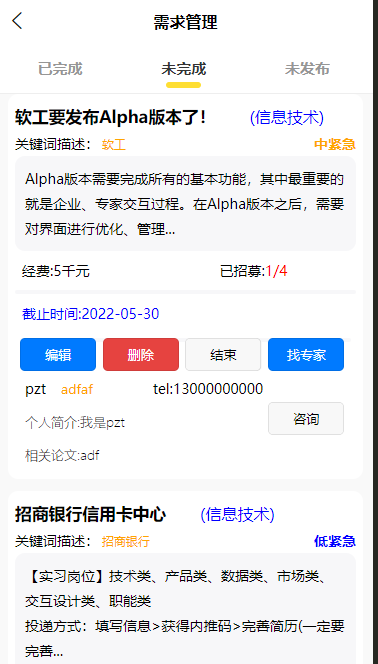 需求管理
已完成 未完成 未发布
软工要发布Alpha版本了! (信息技术)
关键词描述: 软工 中紧急
Alpha版本需要完成所有的基本功能，其中最重要的
就是企业、专家交互过程。在Alpha版本之后，需要
对界面进行优化、管理...
经费:5千元 已招募:1/4
截止时间:2022-05-30
编辑 删除 结束 找专家
pzt adfaf tel:13000000000
个人简介:我是pzt 咨询
相关论文:adf
招商银行信用卡中心 (信息技术)
关键词描述: 招商银行 低紧急
【实习岗位】技术类、产品类、数据类、市场类、
交互设计类、职能类
投递方式：填写信息>获得内推码>完善简历(一定要
完善...